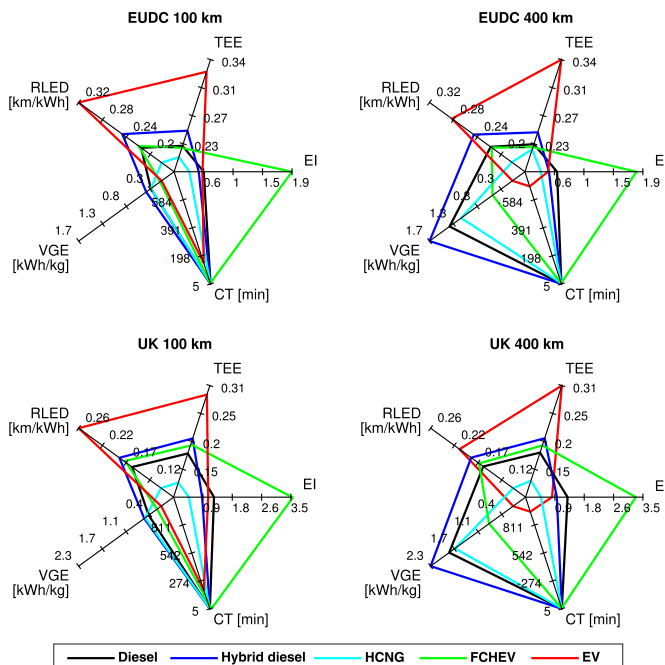 EUDC 100 km
TEE
0.34
0.31
0.27
0.23
RLED
[km/kWh]
0.32
0.28
0.24
0.2
EI
0.6
1
1.5
1.9
0.3
0.8
1.3
1.7
VGE
[kWh/kg]
584
391
198
5
CT [min]
EUDC 400 km
TEE
0.34
0.31
0.27
0.23
RLED
[km/kWh]
0.32
0.28
0.24
0.2
E
0.6
1
1.5
1.9
0.3
0.8
1.3
1.7
VGE
[kWh/kg]
584
391
198
5
CT [min]
UK 100 km
TEE
0.31
0.25
0.2
0.15
RLED
[km/kWh]
0.26
0.22
0.17
0.12
EI
0.9
1.8
2.6
3.5
0.4
1.1
1.7
2.3
VGE
[kWh/kg]
811
542
274
5
CT [min]
UK 400 km
TEE
0.31
0.25
0.2
0.15
RLED
[km/kWh]
0.26
0.22
0.17
0.12
E
0.9
1.8
2.6
3.5
0.4
1.1
1.7
2.3
VGE
[kWh/kg]
811
542
274
5
CT [min]
Diesel Hybrid diesel HCNG FCHEV EV